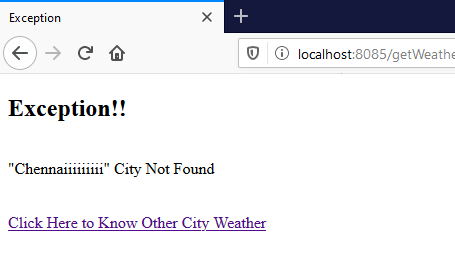 Exception
localhost:8085/getWeathe
Exception!!
"Chennaiiiiiiiii" City Not Found
Click Here to Know Other City Weather